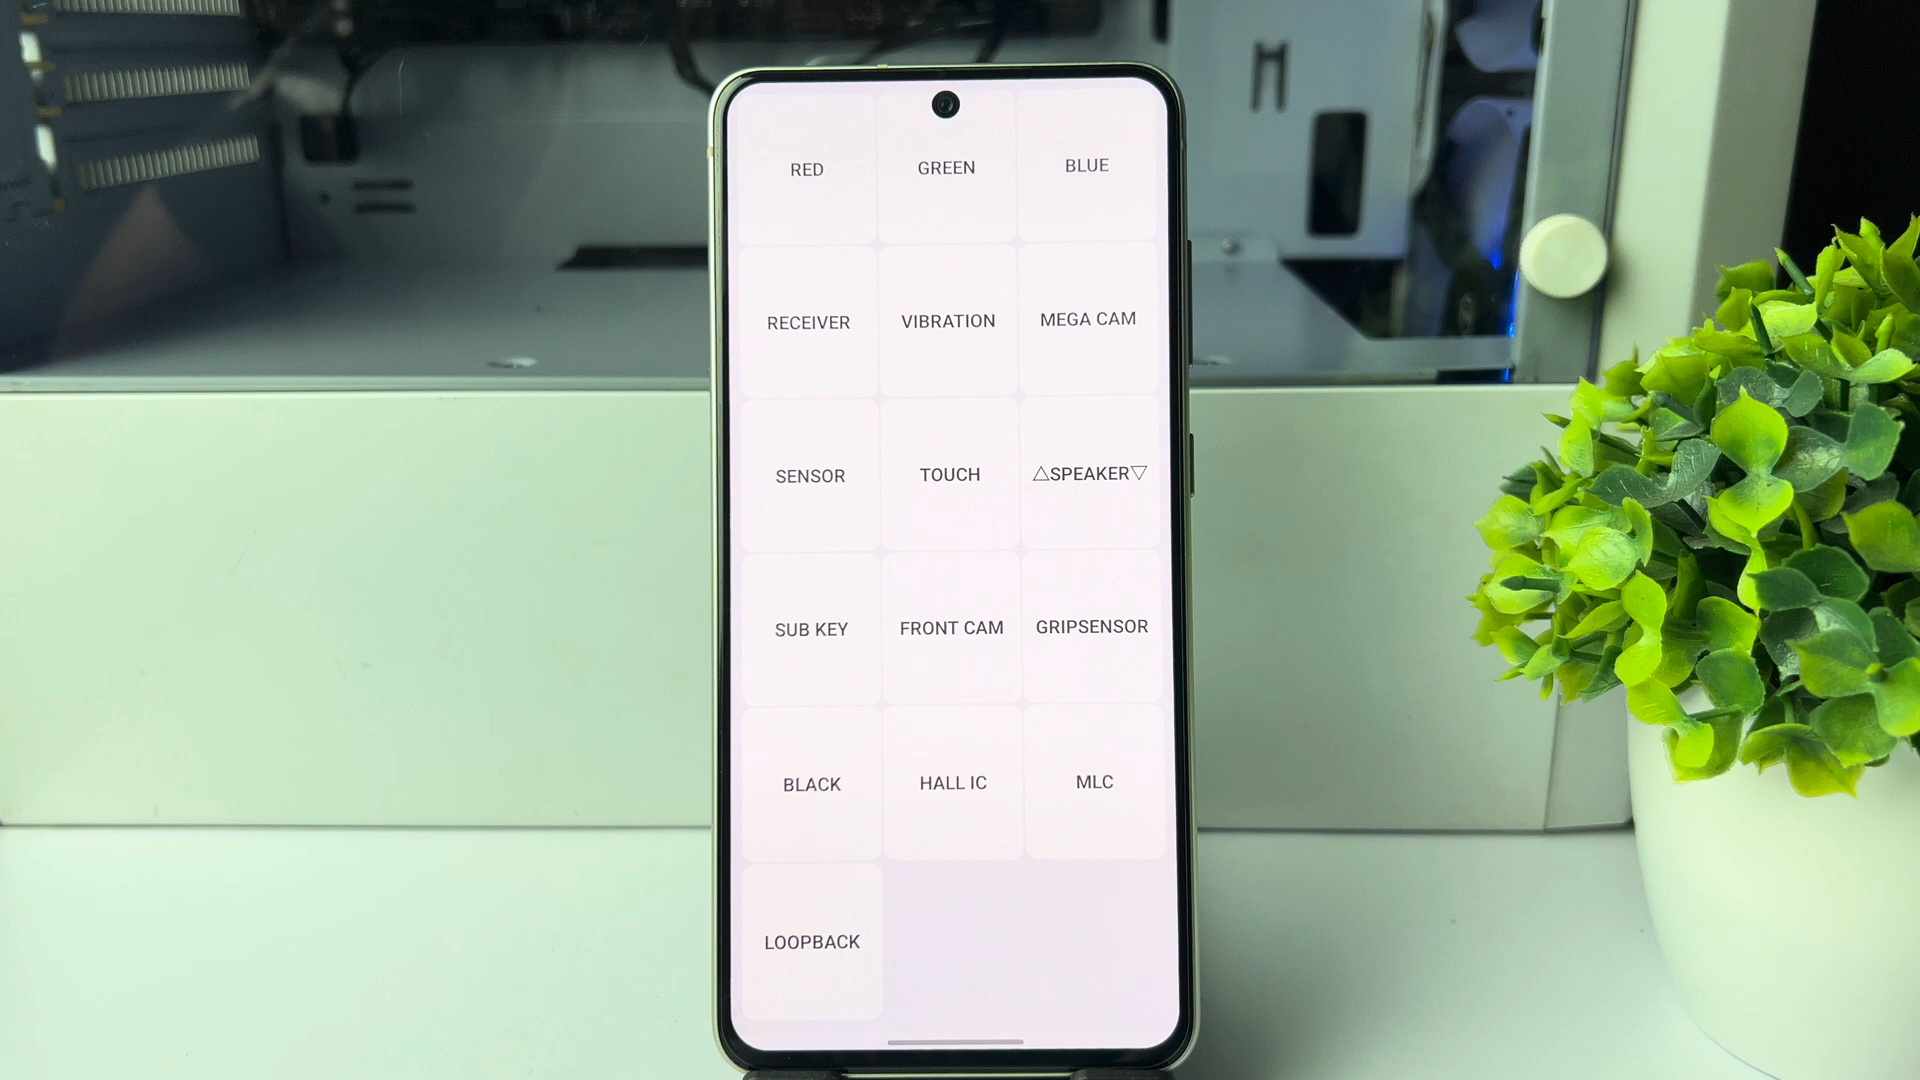 RED GREEN BLUE
RECEIVER VIBRATION MEGA CAM
SENSOR TOUCH △SPEAKER▽
SUB KEY FRONT CAM GRIPSENSOR
BLACK HALL IC MLC
LOOPBACK